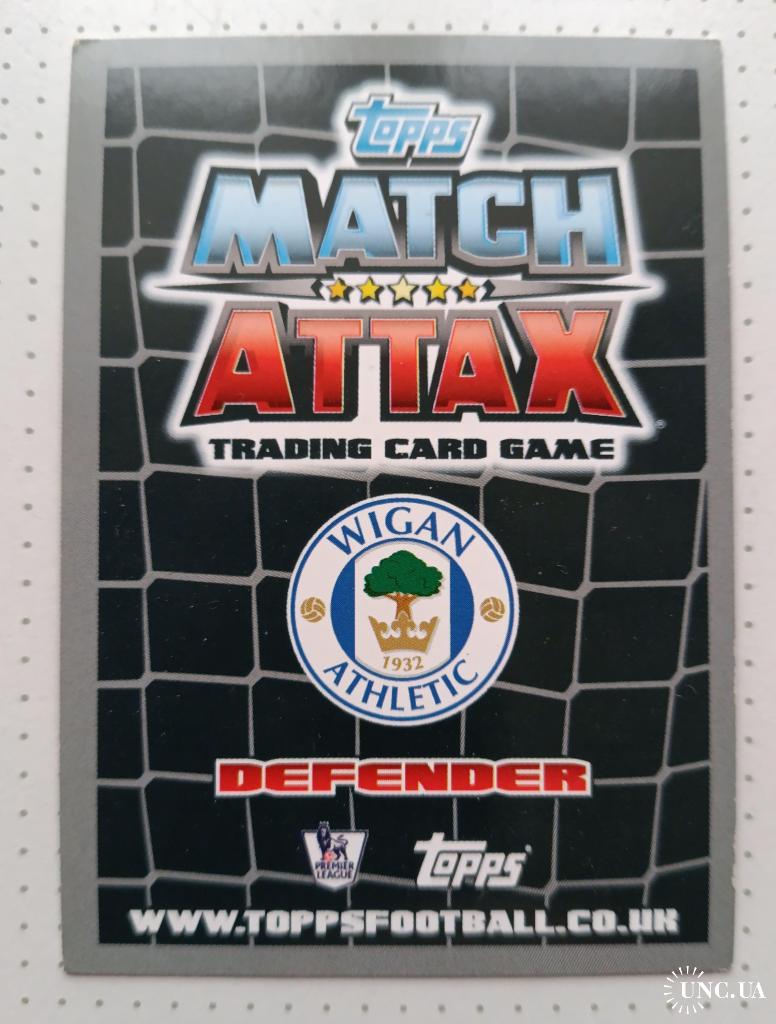 topps
MATCH
ATTAX
TRADING CARD GAME
WIGAN
1932
ATHLETIC
DEFENDER
PREMIER
LEAGUE
topps
WWW.TOPPSFOOTBALL.CO.UK
UNC.UA